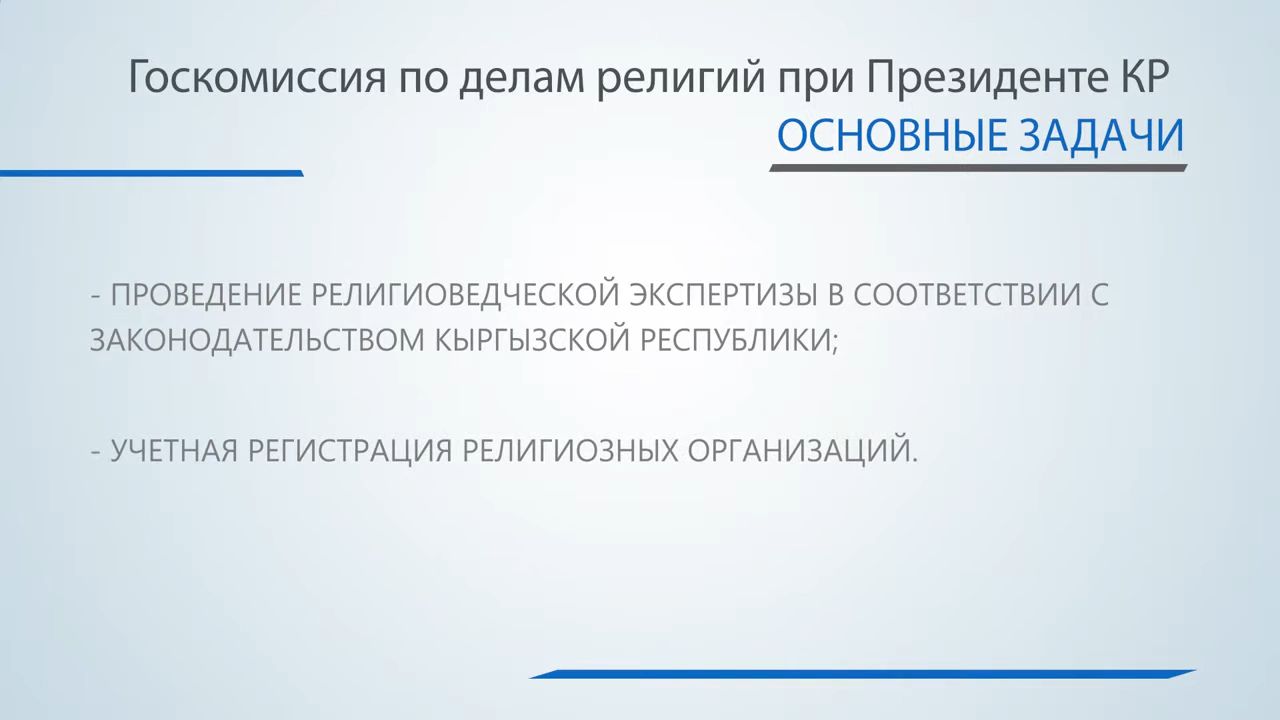 Госкомиссия по делам религий при Президенте КР
ОСНОВНЫЕ ЗАДАЧИ
- ПРОВЕДЕНИЕ РЕЛИГИОВЕДЧЕСКОЙ ЭКСПЕРТИЗЫ В СООТВЕТСТВИИ С
ЗАКОНОДАТЕЛЬСТВОМ КЫРГЫЗСКОЙ РЕСПУБЛИКИ;
- УЧЕТНАЯ РЕГИСТРАЦИЯ РЕЛИГИОЗНЫХ ОРГАНИЗАЦИЙ.